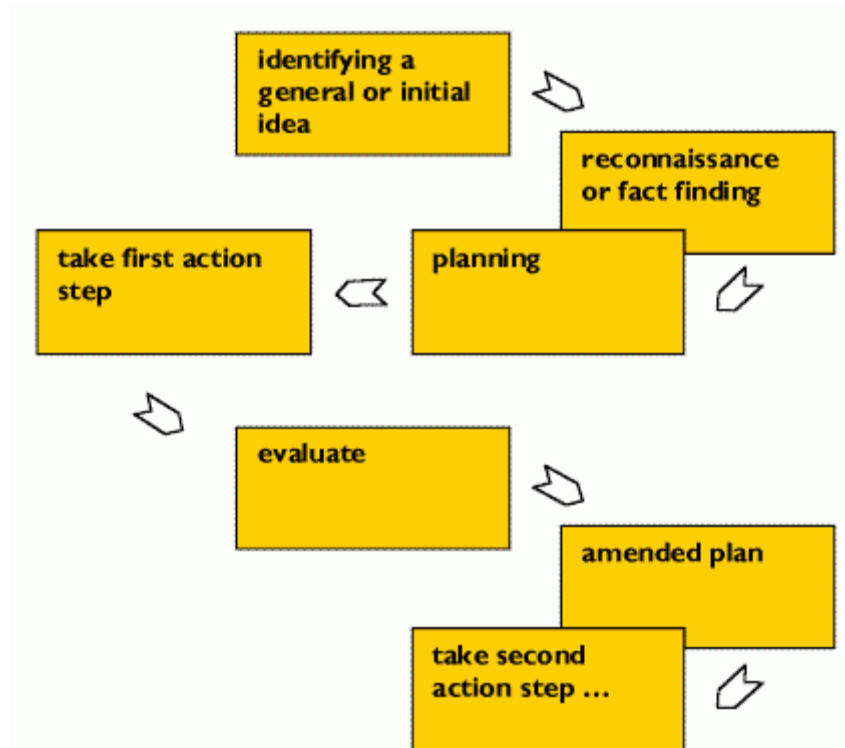 identifying a
general or initial
idea
reconnaissance
or fact finding
planning
take first action
step
evaluate
amended plan
take second
action step ...